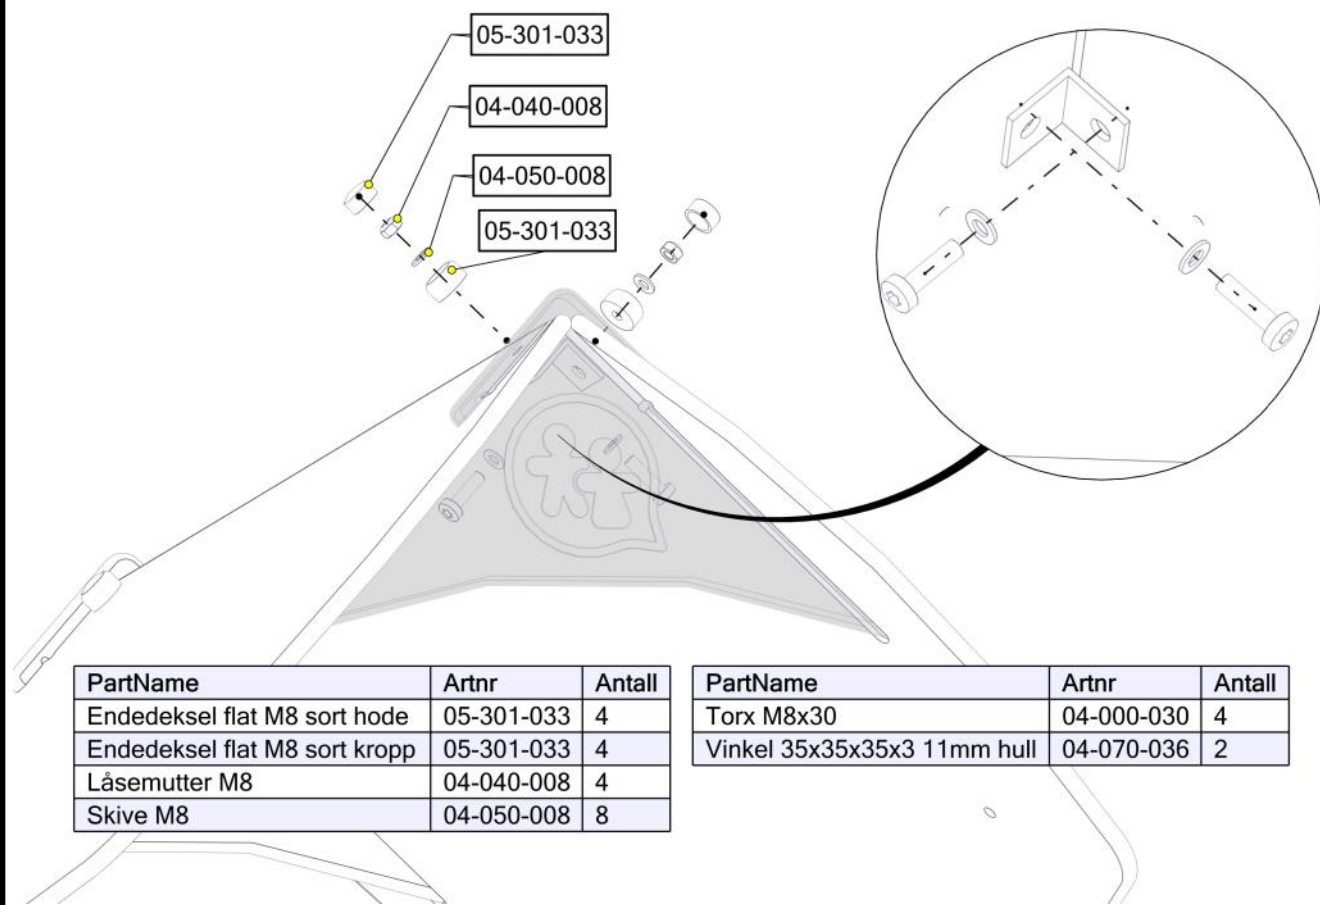 05-301-033
04-040-008
04-050-008
05-301-033
PartName Artnr Antall
Endedeksel flat M8 sort hode 05-301-033 4
Endedeksel flat M8 sort kropp 05-301-033 4
Låsemutter M8 04-040-008 4
Skive M8 04-050-008 8
PartName Artnr Antall
Torx M8x30 04-000-030 4
Vinkel 35x35x35x3 11mm hull 04-070-036 2